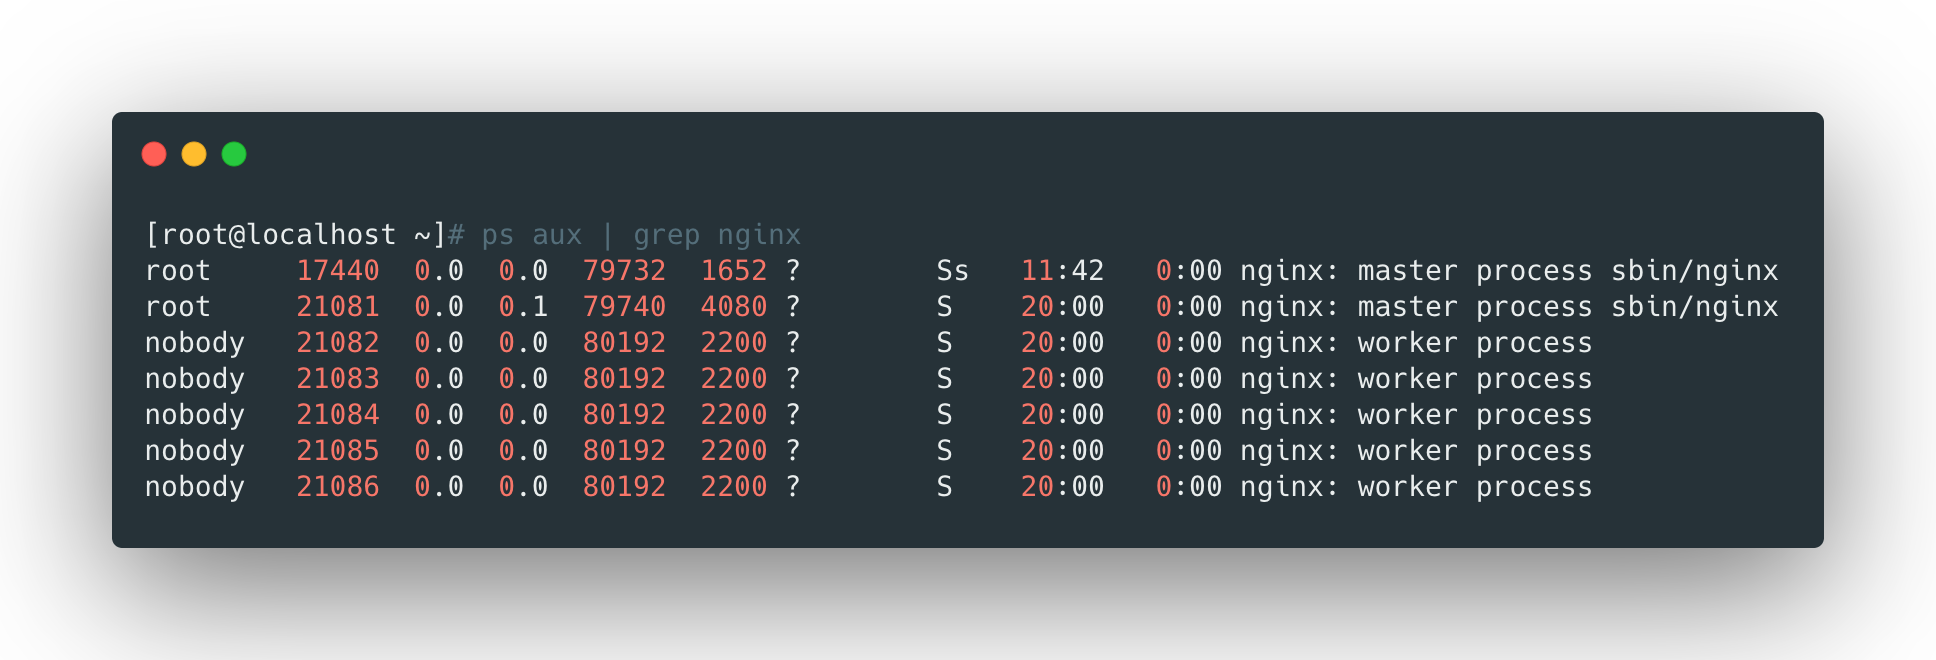 [root@localhost ~]# ps aux | grep nginx
root     17440  0.0  0.0  79732  1652 ?        Ss   11:42   0:00 nginx: master process sbin/nginx
root     21081  0.0  0.1  79740  4080 ?        S    20:00   0:00 nginx: master process sbin/nginx
nobody   21082  0.0  0.0  80192  2200 ?        S    20:00   0:00 nginx: worker process
nobody   21083  0.0  0.0  80192  2200 ?        S    20:00   0:00 nginx: worker process
nobody   21084  0.0  0.0  80192  2200 ?        S    20:00   0:00 nginx: worker process
nobody   21085  0.0  0.0  80192  2200 ?        S    20:00   0:00 nginx: worker process
nobody   21086  0.0  0.0  80192  2200 ?        S    20:00   0:00 nginx: worker process